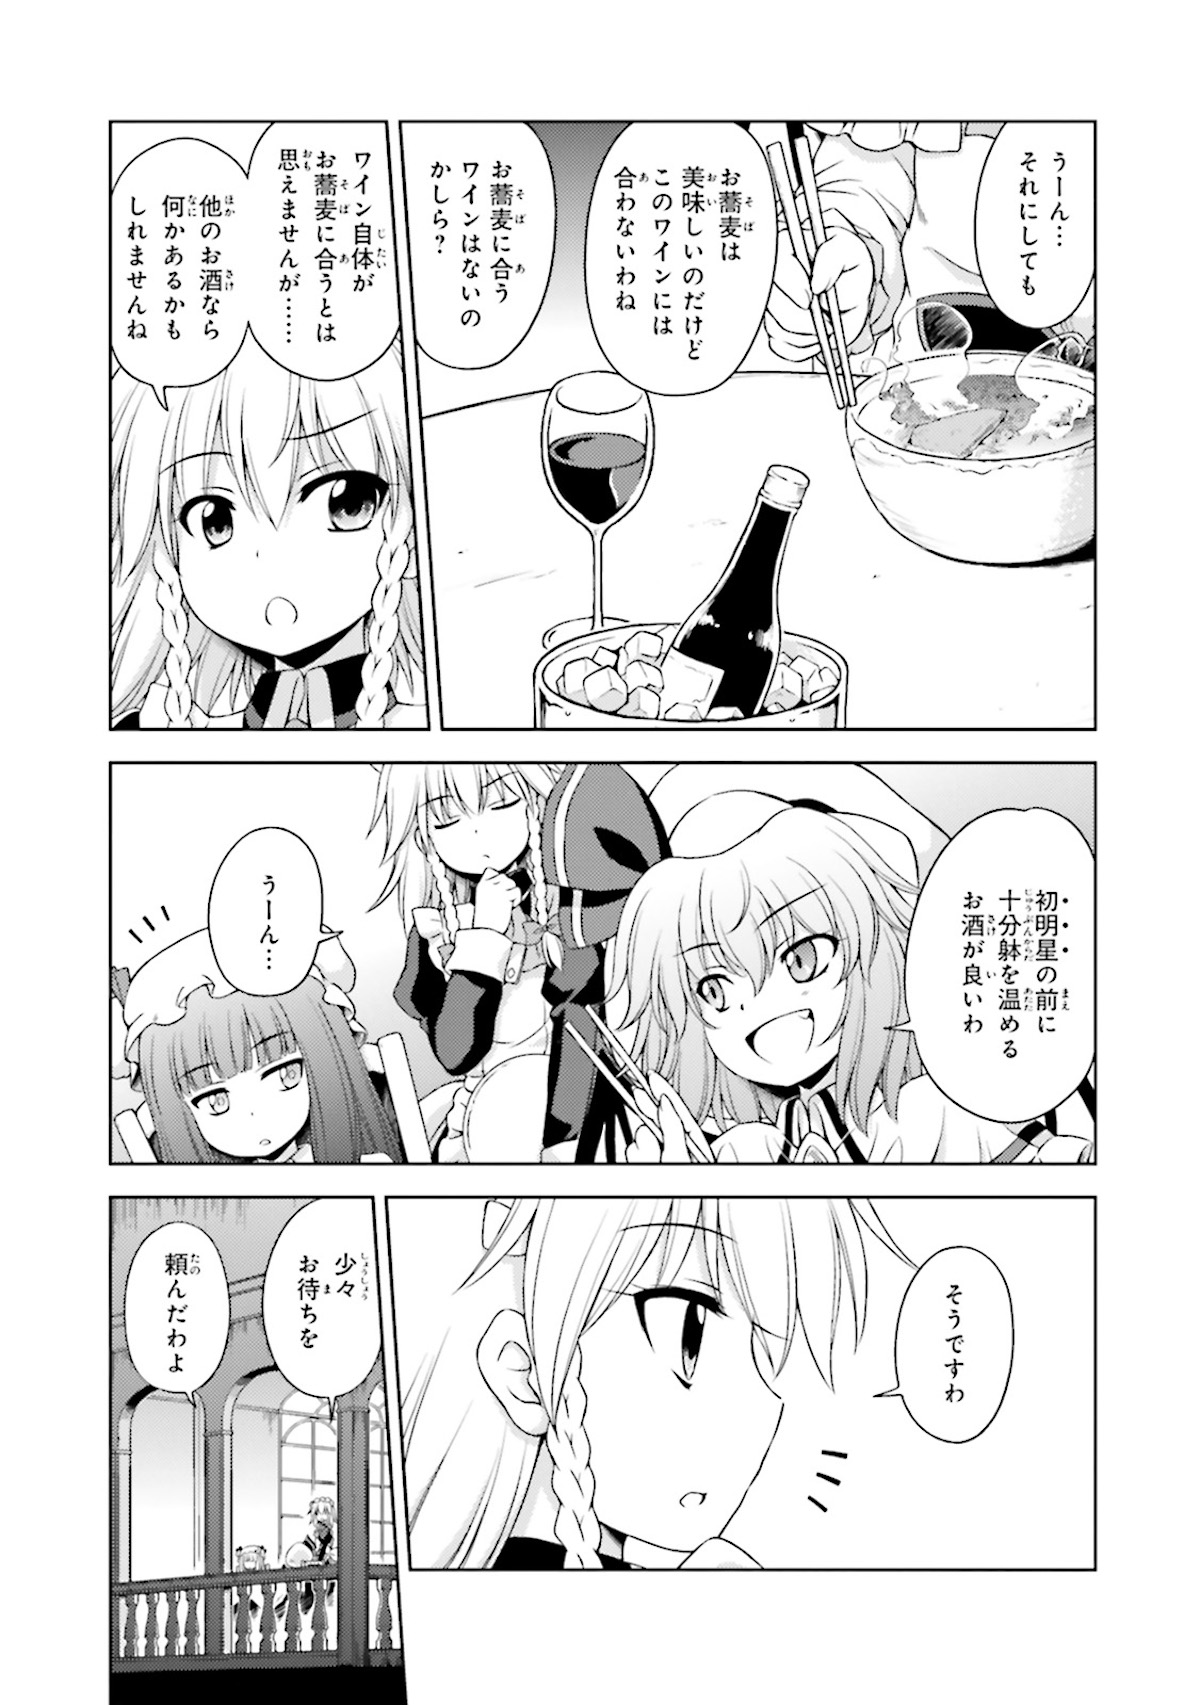 うーん…
それにしても
お蕎麦は
美味しいのだけど
このワインには
合わないわね
お蕎麦に合う
ワインはないの
かしら？
ワイン自体が
お蕎麦に合うとは
思えませんが……
他のお酒なら
何かあるかも
しれませんね
初明星の前に
十分躰を温める
お酒が良いわ
うーん…
そうですわ
少々
お待ちを
頼んだわよ